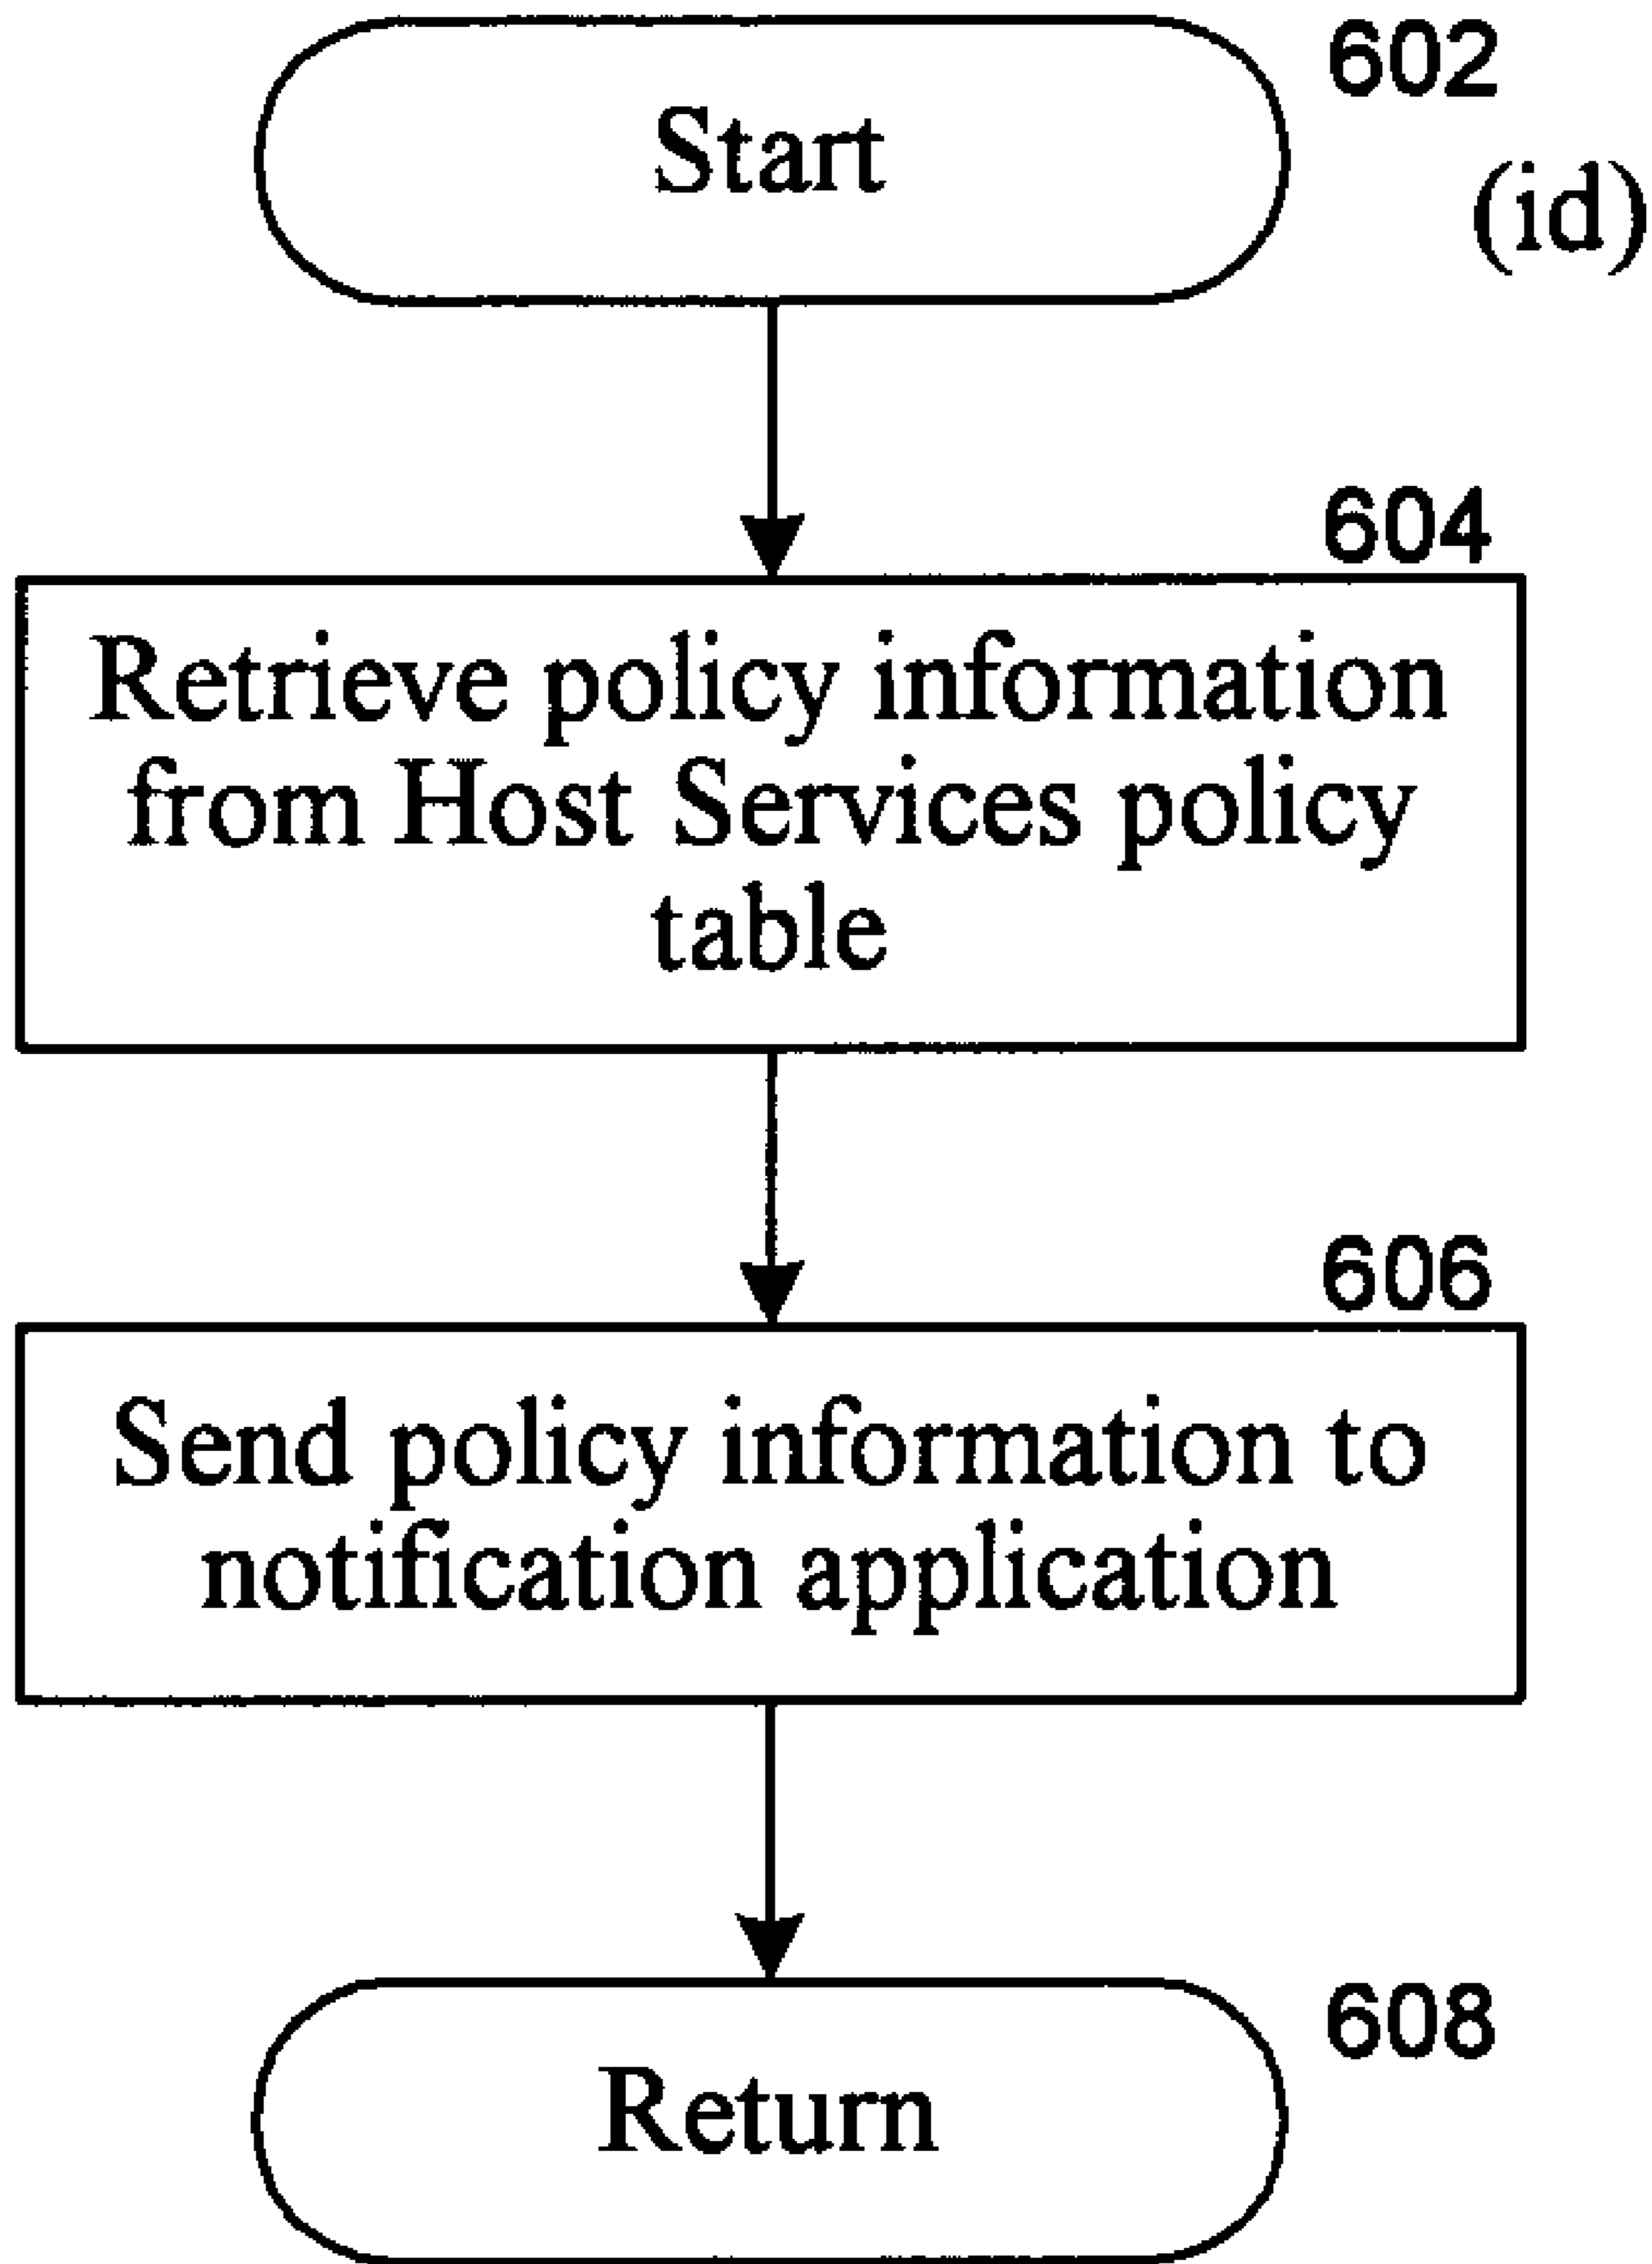 602
Start
(id)
604
Retrieve policy information
from Host Services policy
table
606
Send policy information to
notification application
608
Return